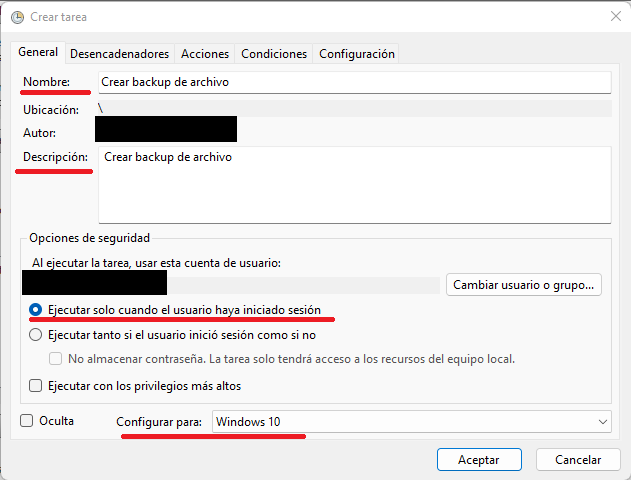 Crear tarea
General Desencadenadores Acciones Condiciones Configuración
Nombre: Crear backup de archivo
Ubicación: \
Autor:
Descripción: Crear backup de archivo
Opciones de seguridad
Al ejecutar la tarea, usar esta cuenta de usuario:
Cambiar usuario o grupo...
Ejecutar solo cuando el usuario haya iniciado sesión
Ejecutar tanto si el usuario inició sesión como si no
No almacenar contraseña. La tarea solo tendrá acceso a los recursos del equipo local.
Ejecutar con los privilegios más altos
Oculta Configurar para: Windows 10
Aceptar Cancelar